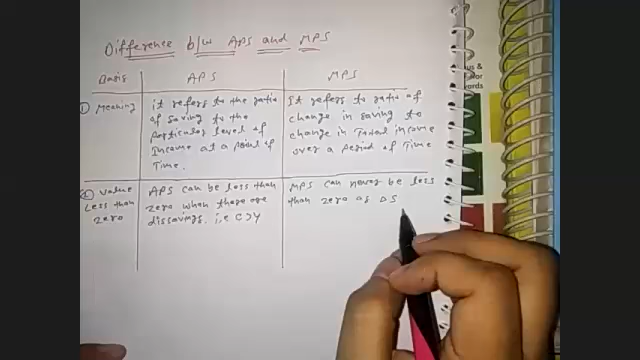 Difference b/w APS and MPS
Basis
APS
MPS
① Meaning
it refers to the ratio
of saving to the
particular level of
Income at a point of
Time.
It refers to ratio of
change in saving to
change in Total income
over a period of Time
② Value
Less than
zero
APS can be less than
zero when there are
dissavings. i,e C>Y
MPS can never be less
than zero as ΔS
us &
for
words